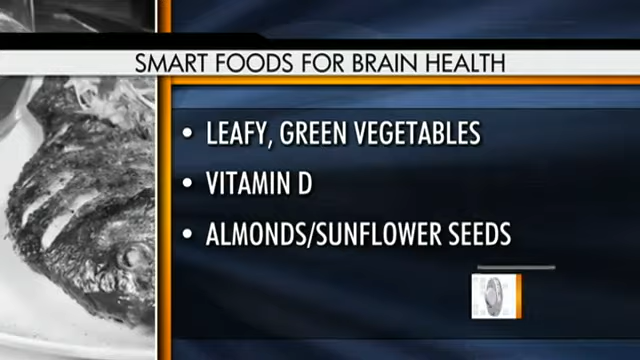 SMART FOODS FOR BRAIN HEALTH
• LEAFY, GREEN VEGETABLES
• VITAMIN D
• ALMONDS/SUNFLOWER SEEDS